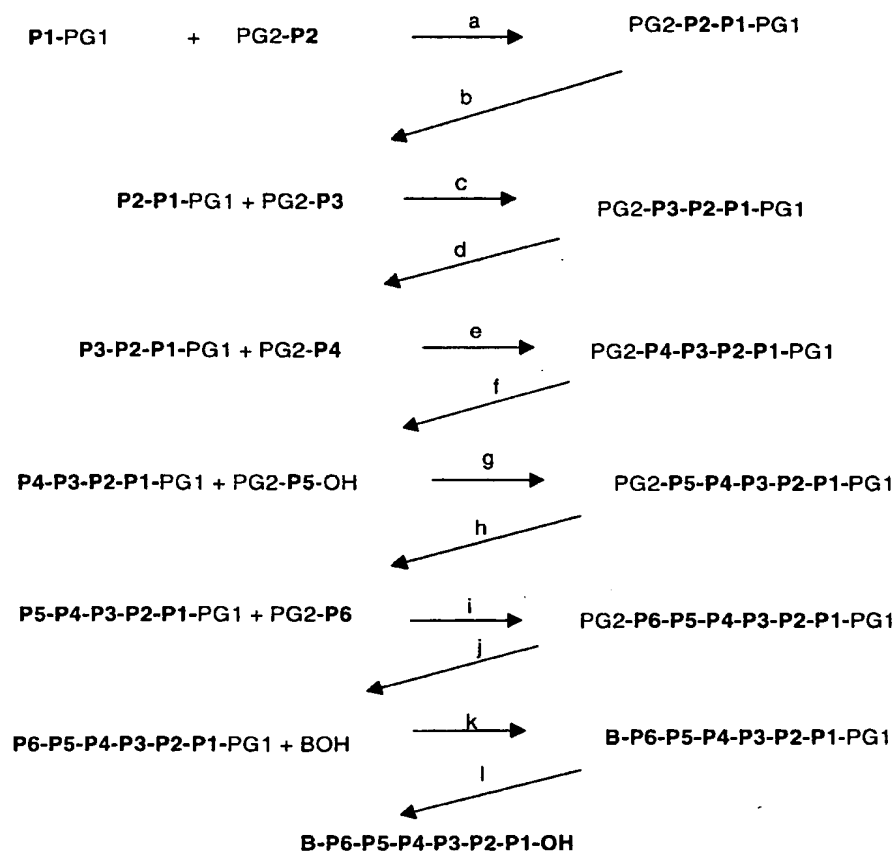 P1-PG1 + PG2-P2 a PG2-P2-P1-PG1
b
P2-P1-PG1 + PG2-P3 c PG2-P3-P2-P1-PG1
d
P3-P2-P1-PG1 + PG2-P4 e PG2-P4-P3-P2-P1-PG1
f
P4-P3-P2-P1-PG1 + PG2-P5-OH g PG2-P5-P4-P3-P2-P1-PG1
h
P5-P4-P3-P2-P1-PG1 + PG2-P6 i PG2-P6-P5-P4-P3-P2-P1-PG1
j
P6-P5-P4-P3-P2-P1-PG1 + BOH k B-P6-P5-P4-P3-P2-P1-PG1
l
B-P6-P5-P4-P3-P2-P1-OH